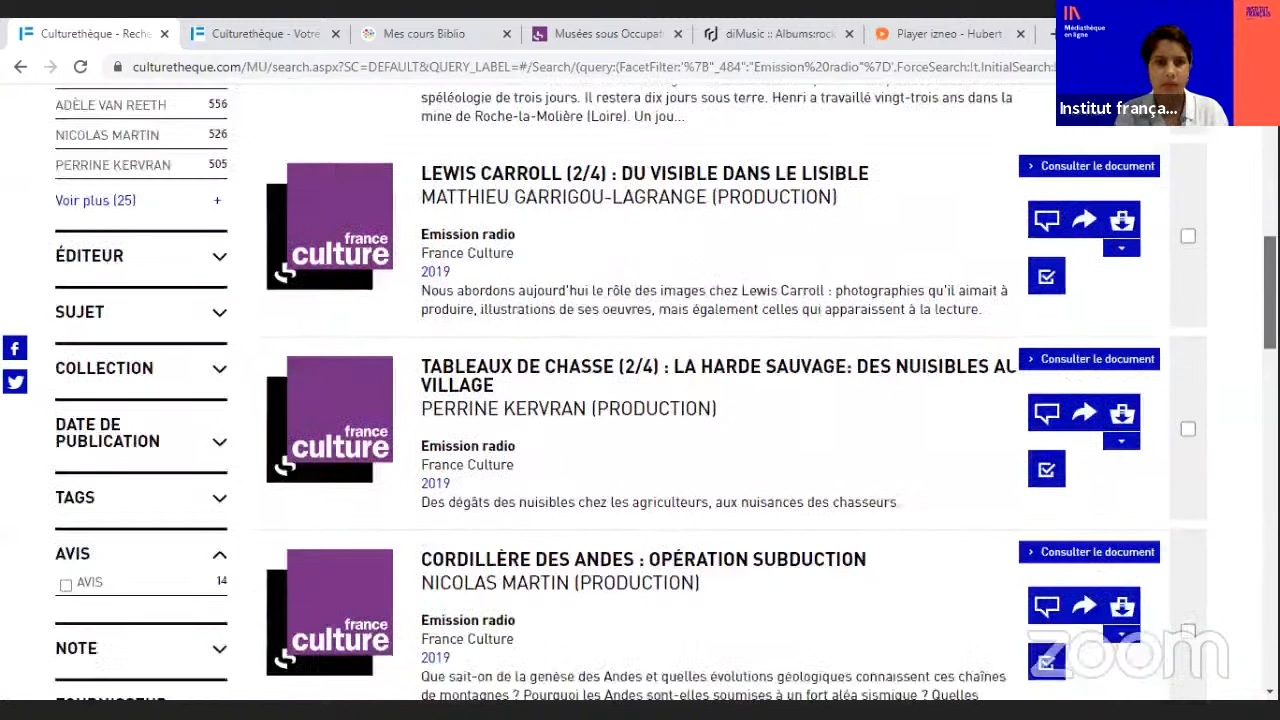 Culturethèque - Reche
Culturethèque - Votre
Mes cours Biblio
Musées sous Occupat
diMusic :: Albums:rock
Player izneo - Hubert
culturetheque.com/MU/search.aspx?SC=DEFAULT&QUERY_LABEL=#/Search/(query:(FacetFilter:'%7B"_484":"Emission%20radio"%7D'.ForceSearch:!t.InitialSearch:
Médiathèque
en ligne
INSTITUT
FRANÇAIS
Institut frança...
ADÈLE VAN REETH 556
NICOLAS MARTIN 526
PERRINE KERVRAN 505
Voir plus (25) +
ÉDITEUR
SUJET
COLLECTION
DATE DE
PUBLICATION
TAGS
AVIS
AVIS 14
NOTE
spéléologie de trois jours. Il restera dix jours sous terre. Henri a travaillé vingt-trois ans dans la
mine de Roche-la-Molière (Loire). Un jou...
france
culture
LEWIS CARROLL (2/4) : DU VISIBLE DANS LE LISIBLE
MATTHIEU GARRIGOU-LAGRANGE (PRODUCTION)
Emission radio
France Culture
2019
Nous abordons aujourd'hui le rôle des images chez Lewis Carroll : photographies qu'il aimait à
produire, illustrations de ses oeuvres, mais également celles qui apparaissent à la lecture.
Consulter le document
france
culture
TABLEAUX DE CHASSE (2/4) : LA HARDE SAUVAGE: DES NUISIBLES AU
VILLAGE
PERRINE KERVRAN (PRODUCTION)
Emission radio
France Culture
2019
Des dégâts des nuisibles chez les agriculteurs, aux nuisances des chasseurs.
Consulter le document
france
culture
CORDILLÈRE DES ANDES : OPÉRATION SUBDUCTION
NICOLAS MARTIN (PRODUCTION)
Emission radio
France Culture
2019
Que sait-on de la genèse des Andes et quelles évolutions géologiques connaissent ces chaînes
de montagnes ? Pourquoi les Andes sont-elles soumises à un fort aléa sismique ? Quelles
Consulter le document
zoom